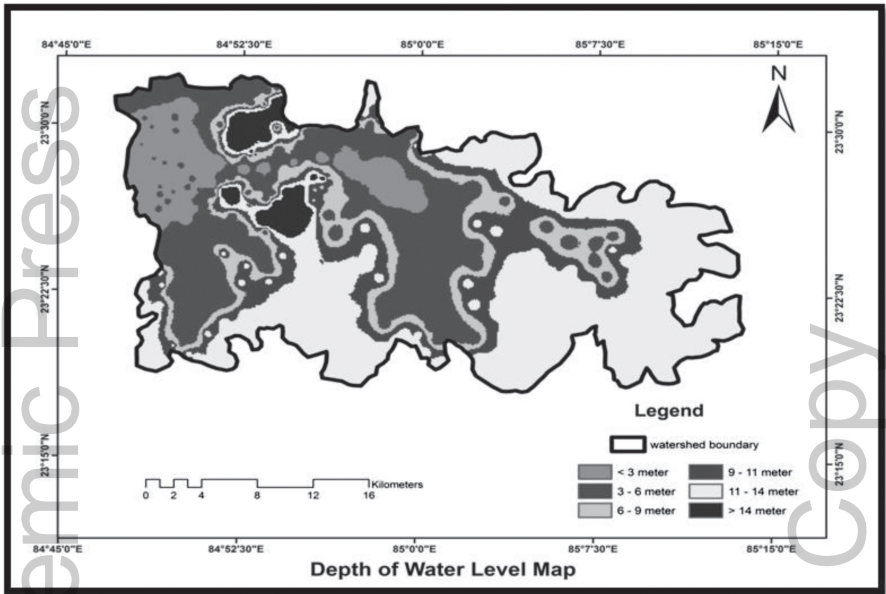 84°45'0"E 84°52'30"E 85°0'0"E 85°7'30"E 85°15'0"E
N
23°30'0"N 23°30'0"N
23°22'30"N 23°22'30"N
23°15'0"N 23°15'0"N
Legend
watershed boundary
< 3 meter 9 - 11 meter
3 - 6 meter 11 - 14 meter
6 - 9 meter > 14 meter
0 2 4 8 12 16 Kilometers
84°45'0"E 84°52'30"E 85°0'0"E 85°7'30"E 85°15'0"E
Depth of Water Level Map
emic Press
Copy